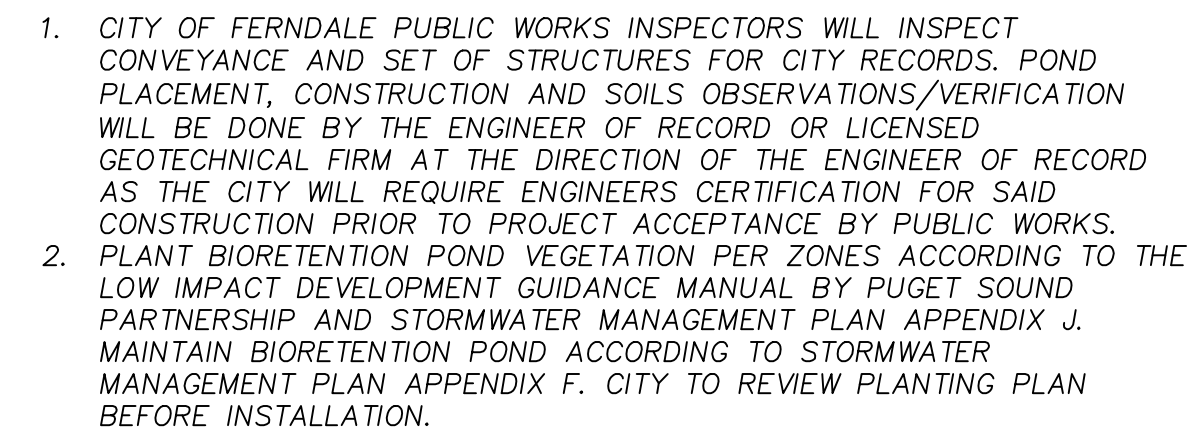 1. CITY OF FERNDALE PUBLIC WORKS INSPECTORS WILL INSPECT
CONVEYANCE AND SET OF STRUCTURES FOR CITY RECORDS. POND
PLACEMENT, CONSTRUCTION AND SOILS OBSERVATIONS/VERIFICATION
WILL BE DONE BY THE ENGINEER OF RECORD OR LICENSED
GEOTECHNICAL FIRM AT THE DIRECTION OF THE ENGINEER OF RECORD
AS THE CITY WILL REQUIRE ENGINEERS CERTIFICATION FOR SAID
CONSTRUCTION PRIOR TO PROJECT ACCEPTANCE BY PUBLIC WORKS.
2. PLANT BIORETENTION POND VEGETATION PER ZONES ACCORDING TO THE
LOW IMPACT DEVELOPMENT GUIDANCE MANUAL BY PUGET SOUND
PARTNERSHIP AND STORMWATER MANAGEMENT PLAN APPENDIX J.
MAINTAIN BIORETENTION POND ACCORDING TO STORMWATER
MANAGEMENT PLAN APPENDIX F. CITY TO REVIEW PLANTING PLAN
BEFORE INSTALLATION.